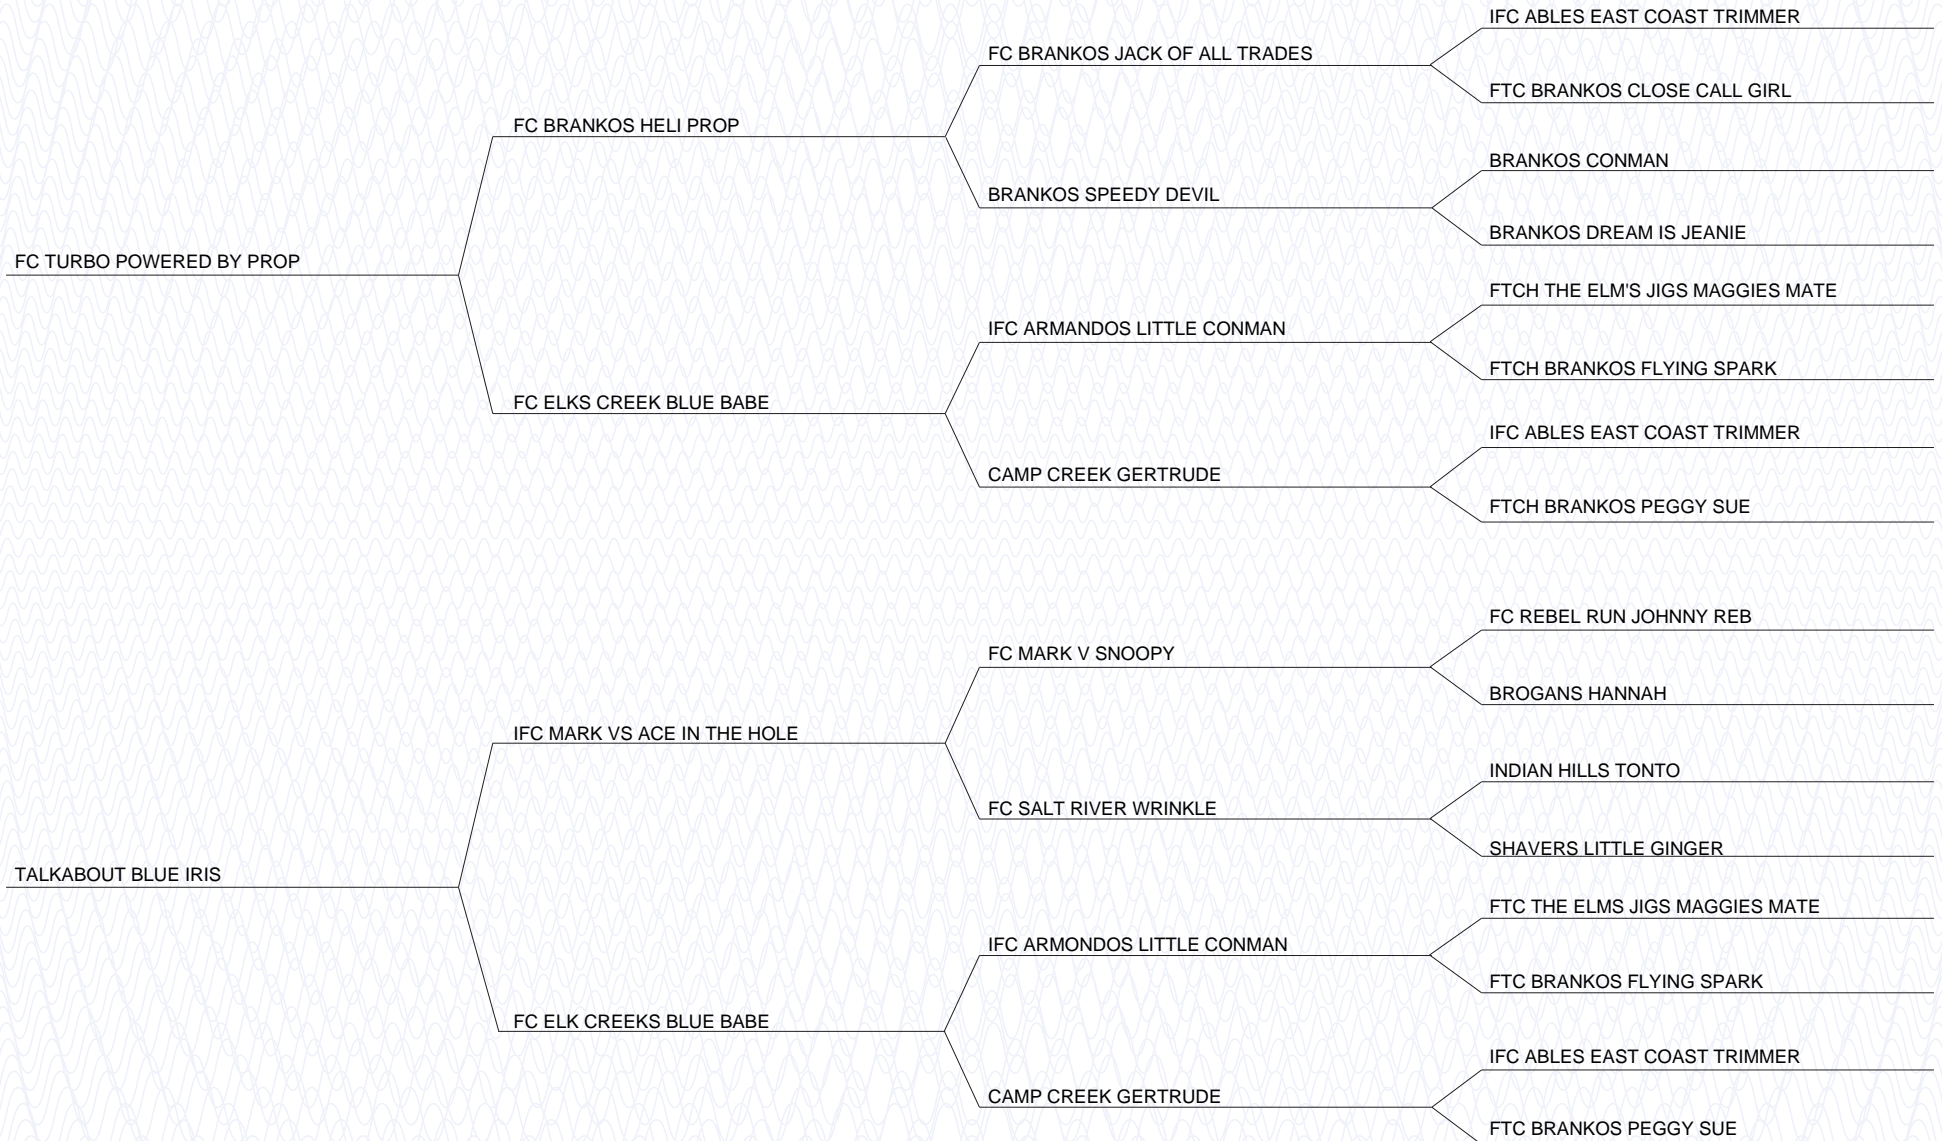 IFC ABLES EAST COAST TRIMMER
FC BRANKOS JACK OF ALL TRADES
FTC BRANKOS CLOSE CALL GIRL
FC BRANKOS HELI PROP
BRANKOS CONMAN
BRANKOS SPEEDY DEVIL
BRANKOS DREAM IS JEANIE
FC TURBO POWERED BY PROP
FTCH THE ELM'S JIGS MAGGIES MATE
IFC ARMANDOS LITTLE CONMAN
FTCH BRANKOS FLYING SPARK
FC ELKS CREEK BLUE BABE
IFC ABLES EAST COAST TRIMMER
CAMP CREEK GERTRUDE
FTCH BRANKOS PEGGY SUE
FC REBEL RUN JOHNNY REB
FC MARK V SNOOPY
BROGANS HANNAH
IFC MARK VS ACE IN THE HOLE
INDIAN HILLS TONTO
FC SALT RIVER WRINKLE
SHAVERS LITTLE GINGER
TALKABOUT BLUE IRIS
FTC THE ELMS JIGS MAGGIES MATE
IFC ARMONDOS LITTLE CONMAN
FTC BRANKOS FLYING SPARK
FC ELK CREEKS BLUE BABE
IFC ABLES EAST COAST TRIMMER
CAMP CREEK GERTRUDE
FTC BRANKOS PEGGY SUE